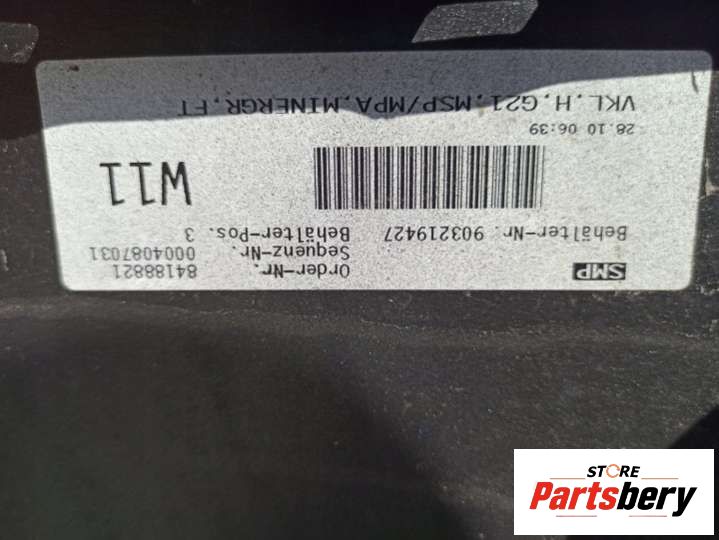 SMP
Order-Nr. 84188821
Sequenz-Nr. 0004087031
Behälter-Nr. 903219427 Behälter-Pos. 3
W11
28.10 06:39
VKL.H.G21,MSP/MPA,MINERGR.FT
STORE
Partsbery